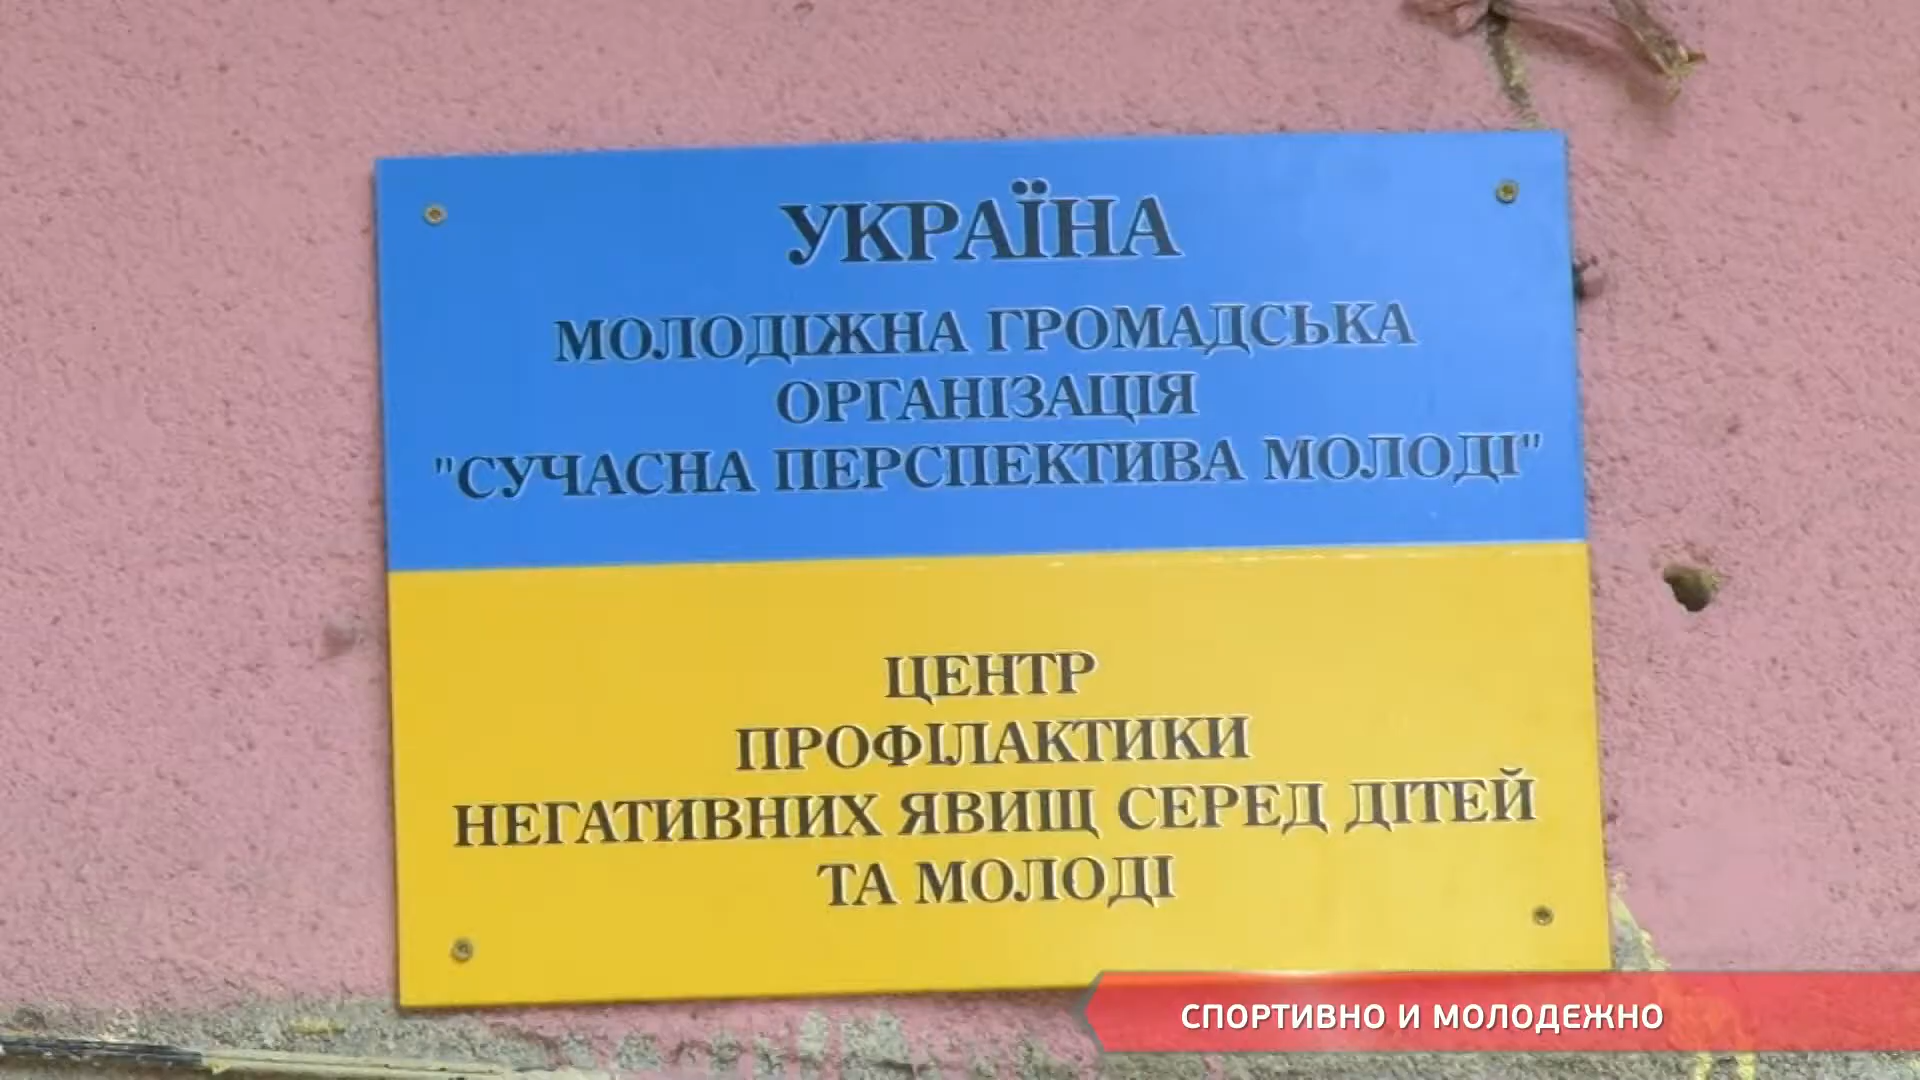 УКРАЇНА
МОЛОДІЖНА ГРОМАДСЬКА
ОРГАНІЗАЦІЯ
"СУЧАСНА ПЕРСПЕКТИВА МОЛОДІ"
ЦЕНТР
ПРОФІЛАКТИКИ
НЕГАТИВНИХ ЯВИЩ СЕРЕД ДІТЕЙ
ТА МОЛОДІ
СПОРТИВНО И МОЛОДЕЖНО